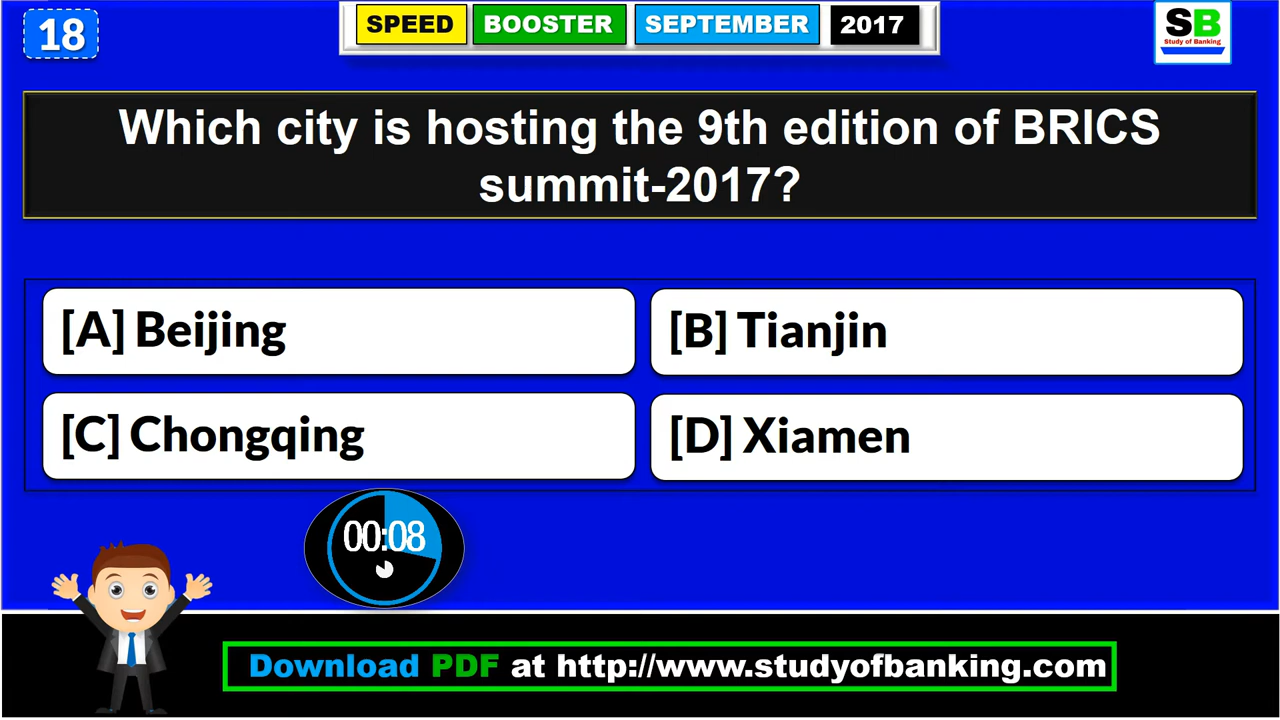 18
SPEED BOOSTER SEPTEMBER 2017
SB
Study of Banking
Which city is hosting the 9th edition of BRICS
summit-2017?
[A] Beijing
[B] Tianjin
[C] Chongqing
[D] Xiamen
00:08
Download PDF at http://www.studyofbanking.com